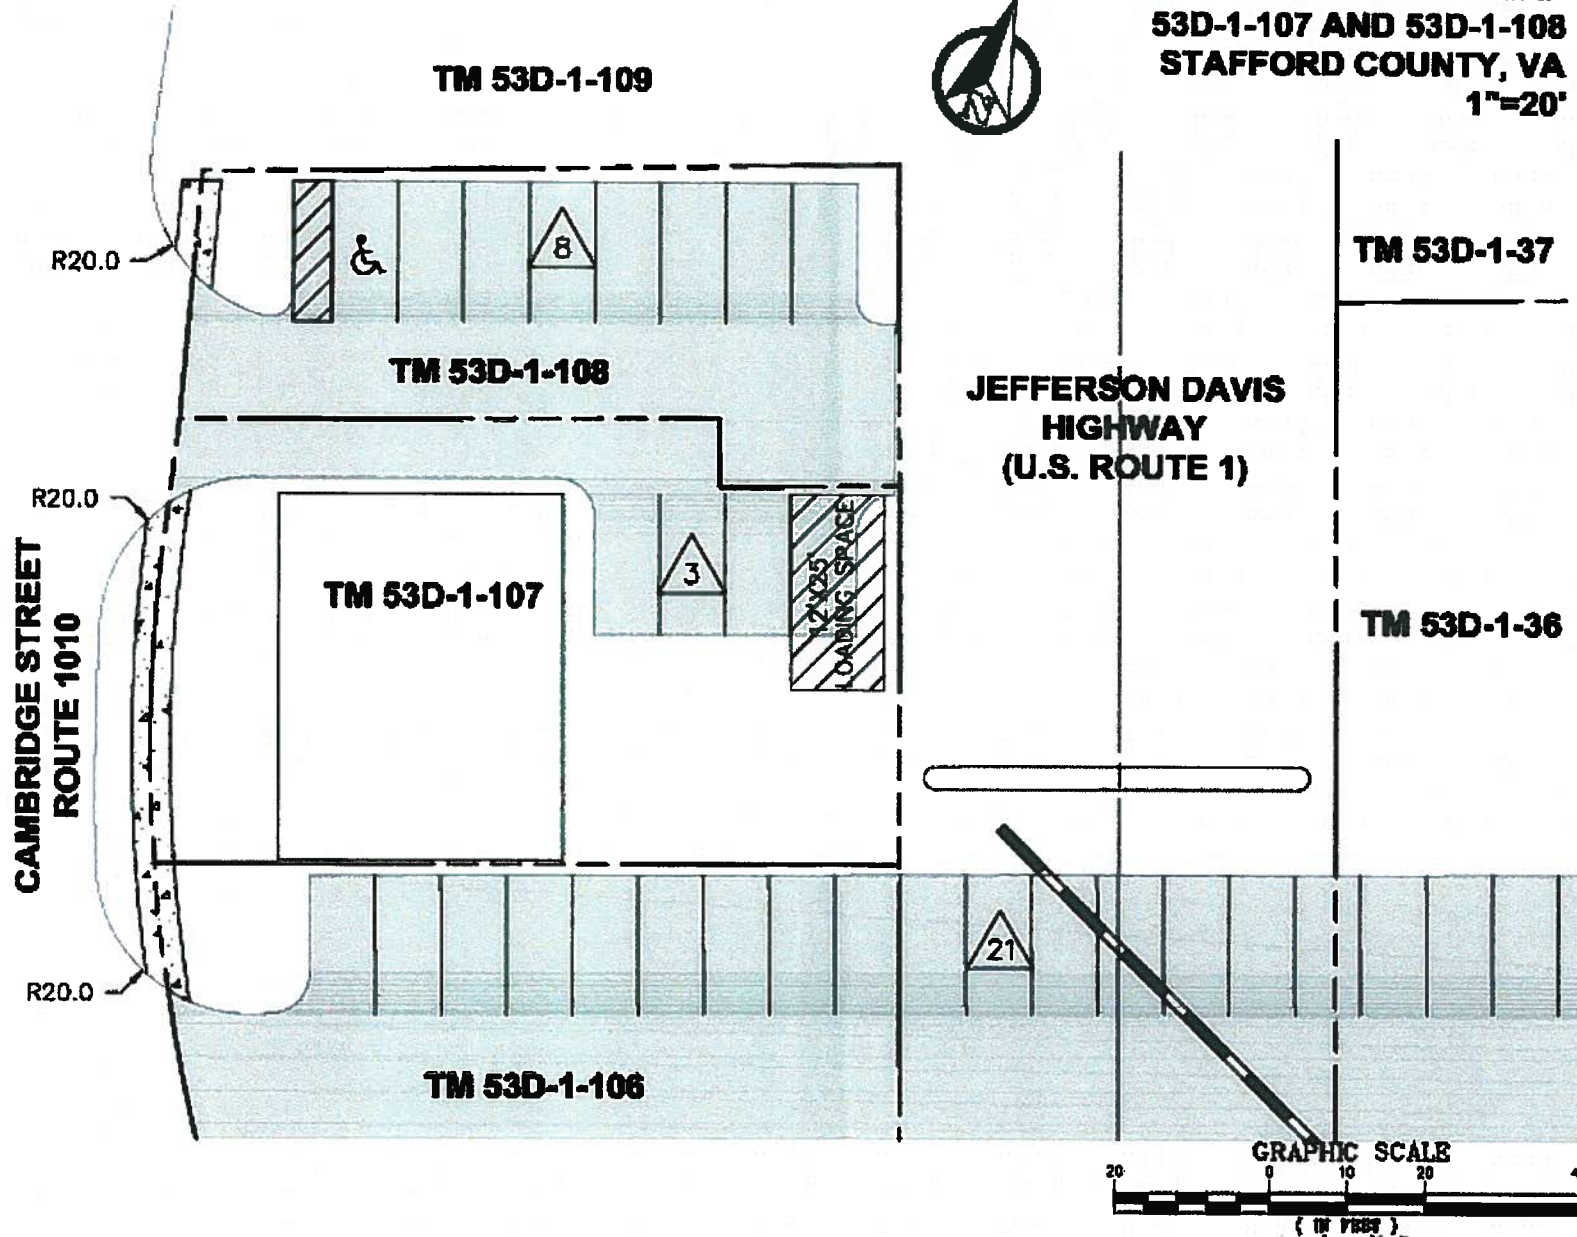 53D-1-107 AND 53D-1-108
STAFFORD COUNTY, VA
1"=20'
TM 53D-1-109
N
R20.0
8
TM 53D-1-37
TM 53D-1-108
JEFFERSON DAVIS
HIGHWAY
(U.S. ROUTE 1)
R20.0
CAMBRIDGE STREET
ROUTE 1010
TM 53D-1-107
3
12'X25'
LOADING SPACE
TM 53D-1-36
21
R20.0
TM 53D-1-106
GRAPHIC SCALE
20 0 10 20 4
( IN FEET )